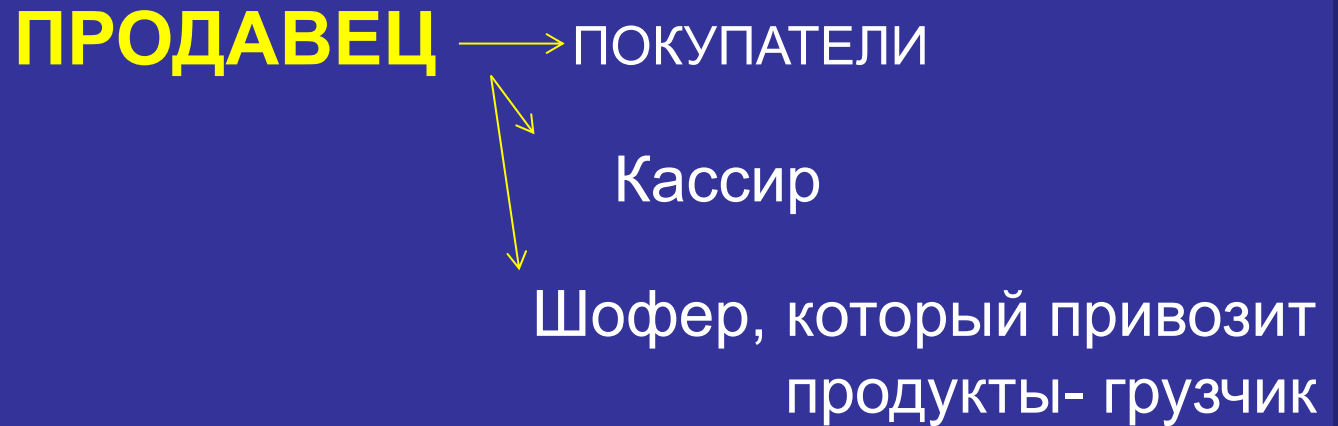 ПРОДАВЕЦ ПОКУПАТЕЛИ
Кассир
Шофер, который привозит
продукты- грузчик